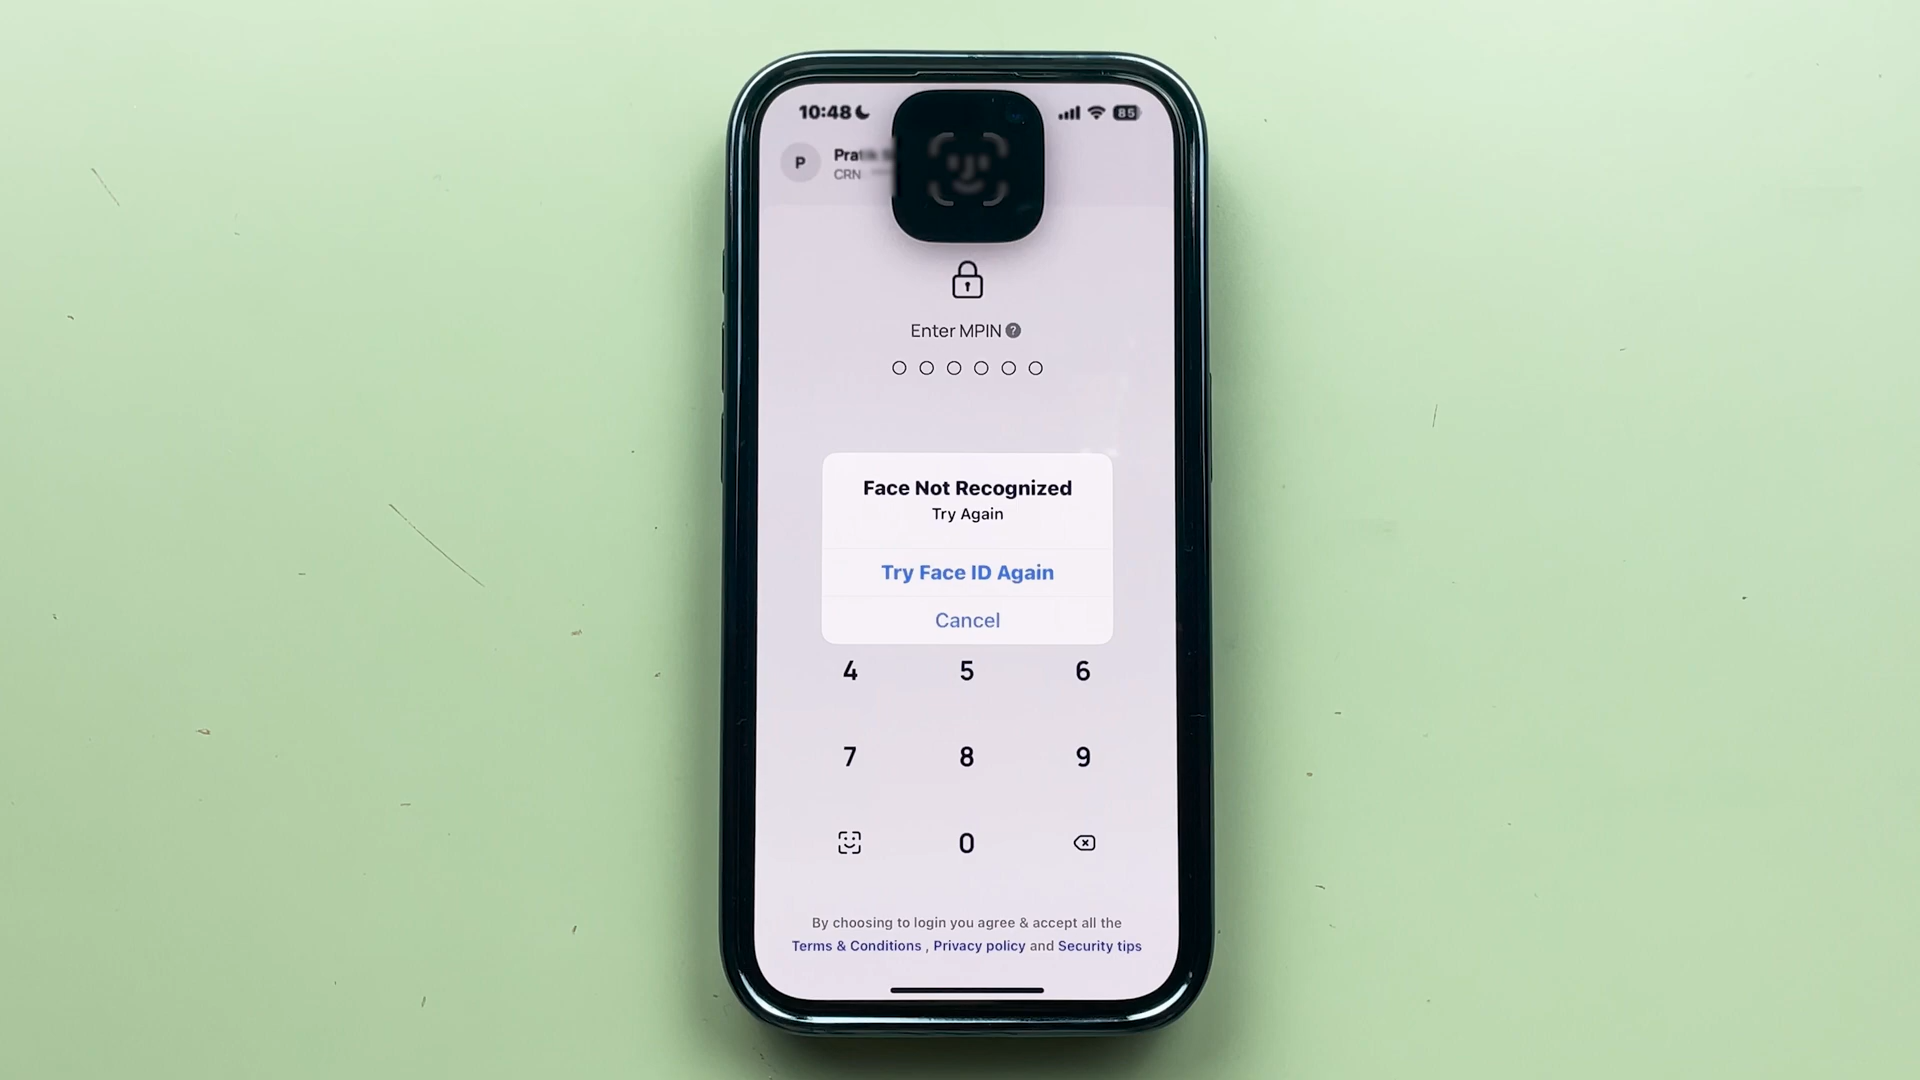 10:48
85
P
CRN
Enter MPIN ?
Face Not Recognized
Try Again
Try Face ID Again
Cancel
4 5 6
7 8 9
0
By choosing to login you agree & accept all the
Terms & Conditions , Privacy policy and Security tips